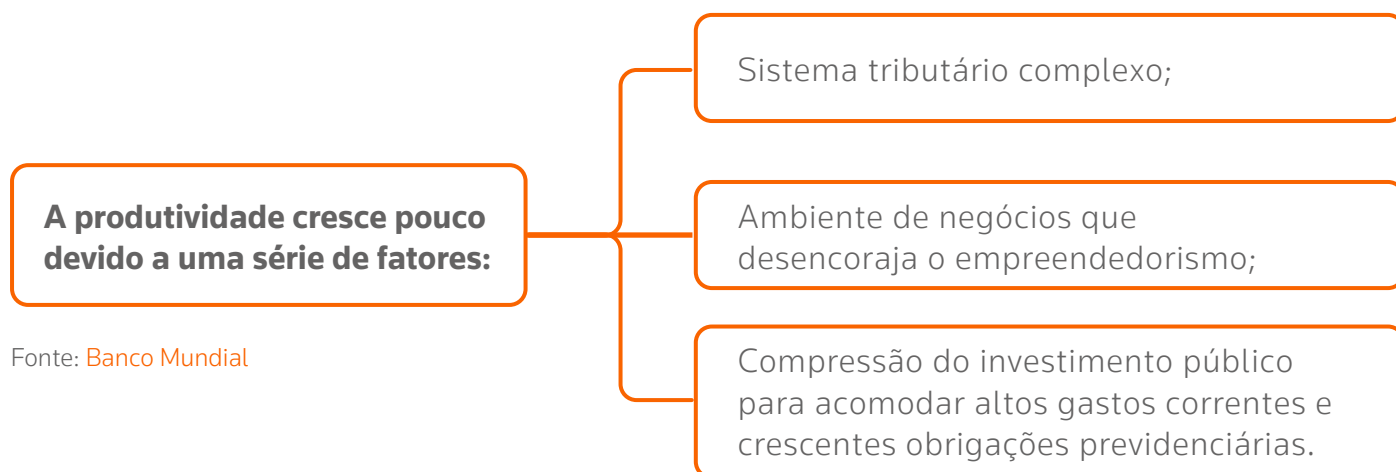 A produtividade cresce pouco
devido a uma série de fatores:
Fonte: Banco Mundial
Sistema tributário complexo;
Ambiente de negócios que
desencoraja o empreendedorismo;
Compressão do investimento público
para acomodar altos gastos correntes e
crescentes obrigações previdenciárias.